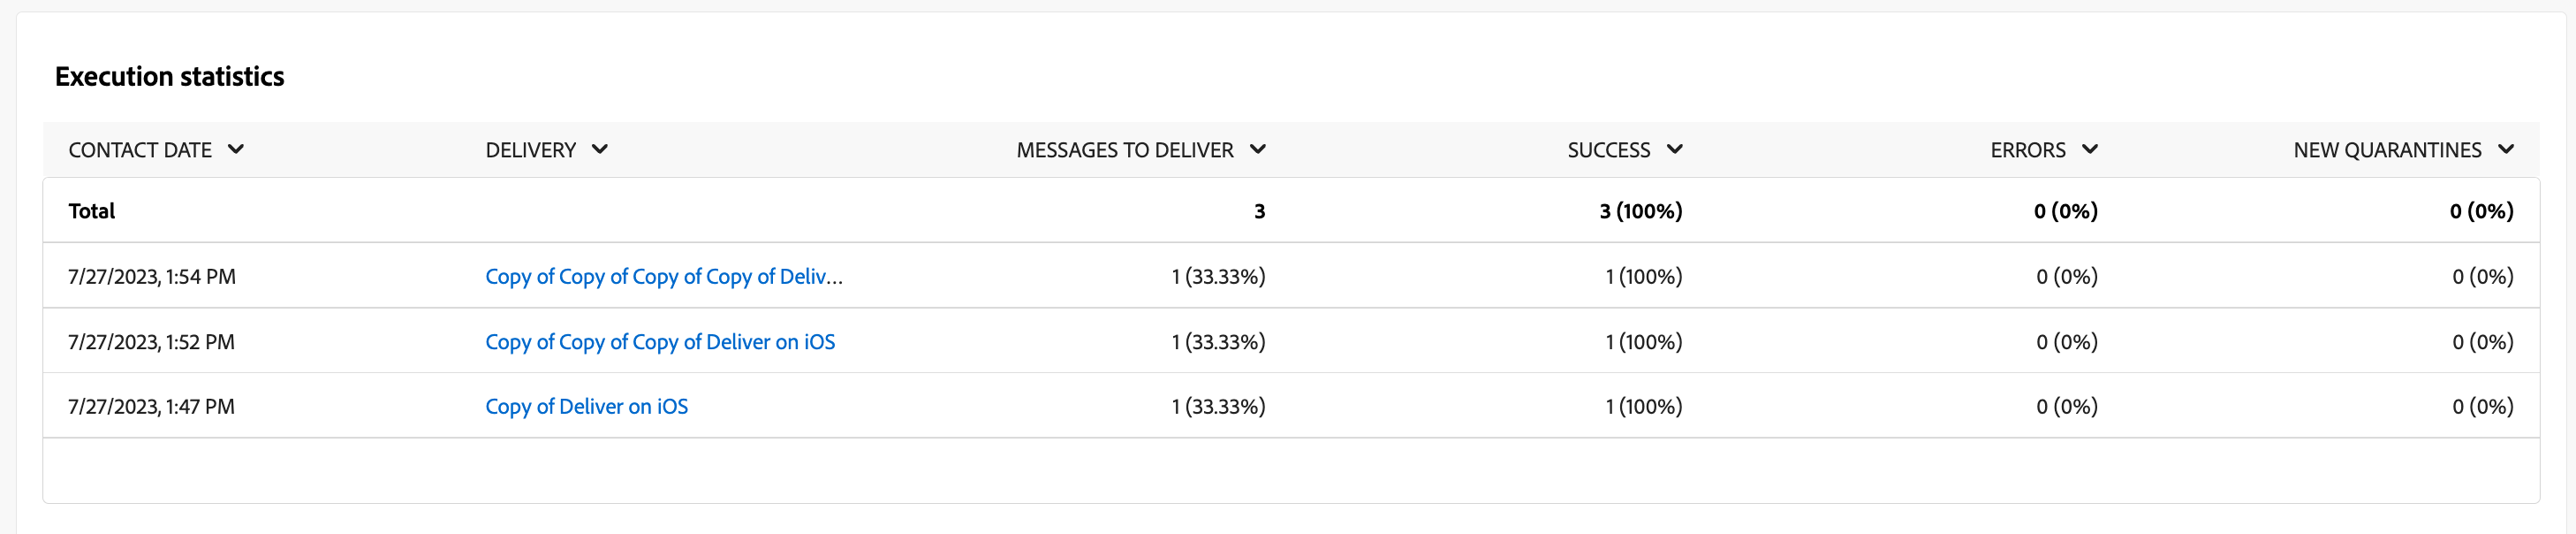 Execution statistics
CONTACT DATE DELIVERY MESSAGES TO DELIVER SUCCESS ERRORS NEW QUARANTINES
Total 3 3 (100%) 0 (0%) 0 (0%)
7/27/2023, 1:54 PM Copy of Copy of Copy of Copy of Deliv... 1 (33.33%) 1 (100%) 0 (0%) 0 (0%)
7/27/2023, 1:52 PM Copy of Copy of Copy of Deliver on iOS 1 (33.33%) 1 (100%) 0 (0%) 0 (0%)
7/27/2023, 1:47 PM Copy of Deliver on iOS 1 (33.33%) 1 (100%) 0 (0%) 0 (0%)